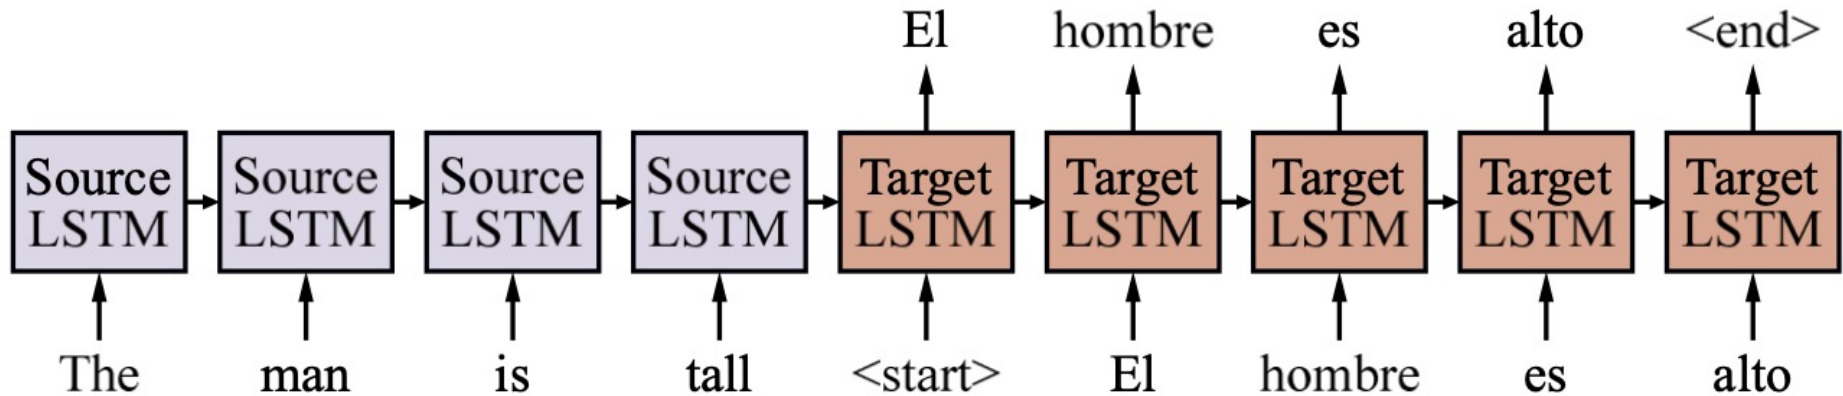 El hombre es alto <end>
Source Source Source Source Target Target Target Target Target
LSTM LSTM LSTM LSTM LSTM LSTM LSTM LSTM LSTM
The man is tall <start> El hombre es alto